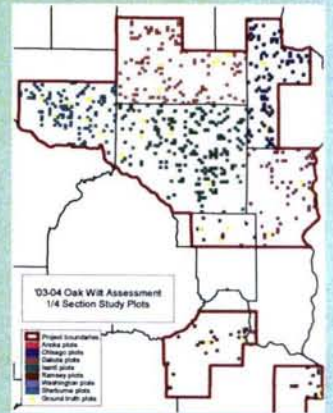 '03-04 Oak Wilt Assessment
1/4 Section Study Plots
Project boundaries
Anoka plots
Chisago plots
Dakota plots
Isanti plots
Ramsey plots
Washington plots
Sherburne plots
Ground truth plots